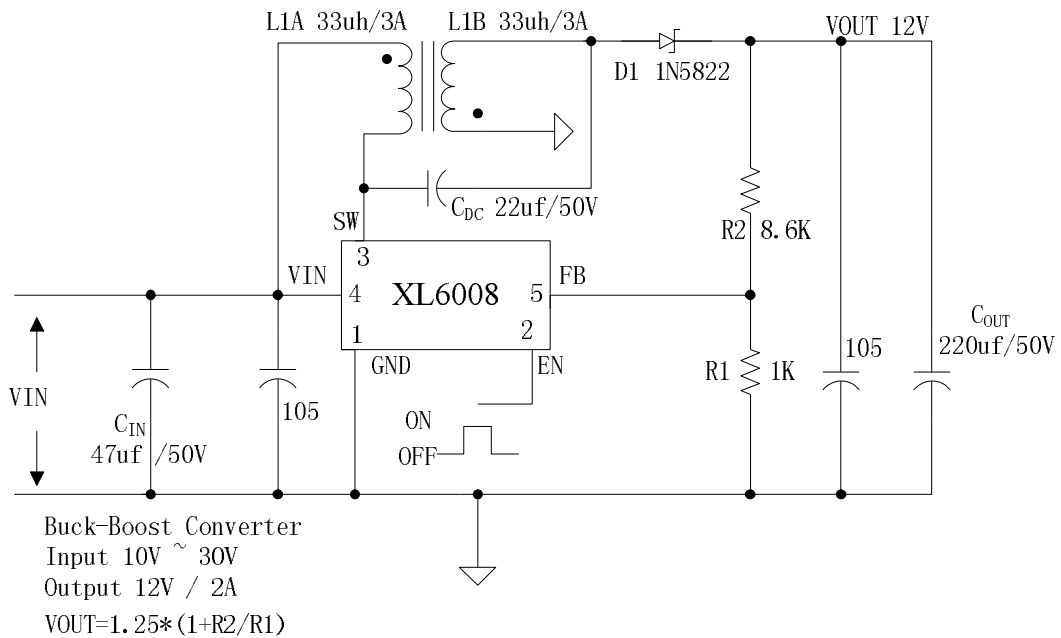 L1A 33uh/3A
L1B 33uh/3A
VOUT 12V
D1 1N5822
CDC 22uf/50V
R2 8.6K
SW
3
VIN
4
XL6008
5
FB
1
2
GND
EN
COUT
220uf/50V
105
R1 1K
VIN
105
ON
OFF
CIN
47uf /50V
Buck-Boost Converter
Input 10V ~ 30V
Output 12V / 2A
VOUT=1.25*(1+R2/R1)